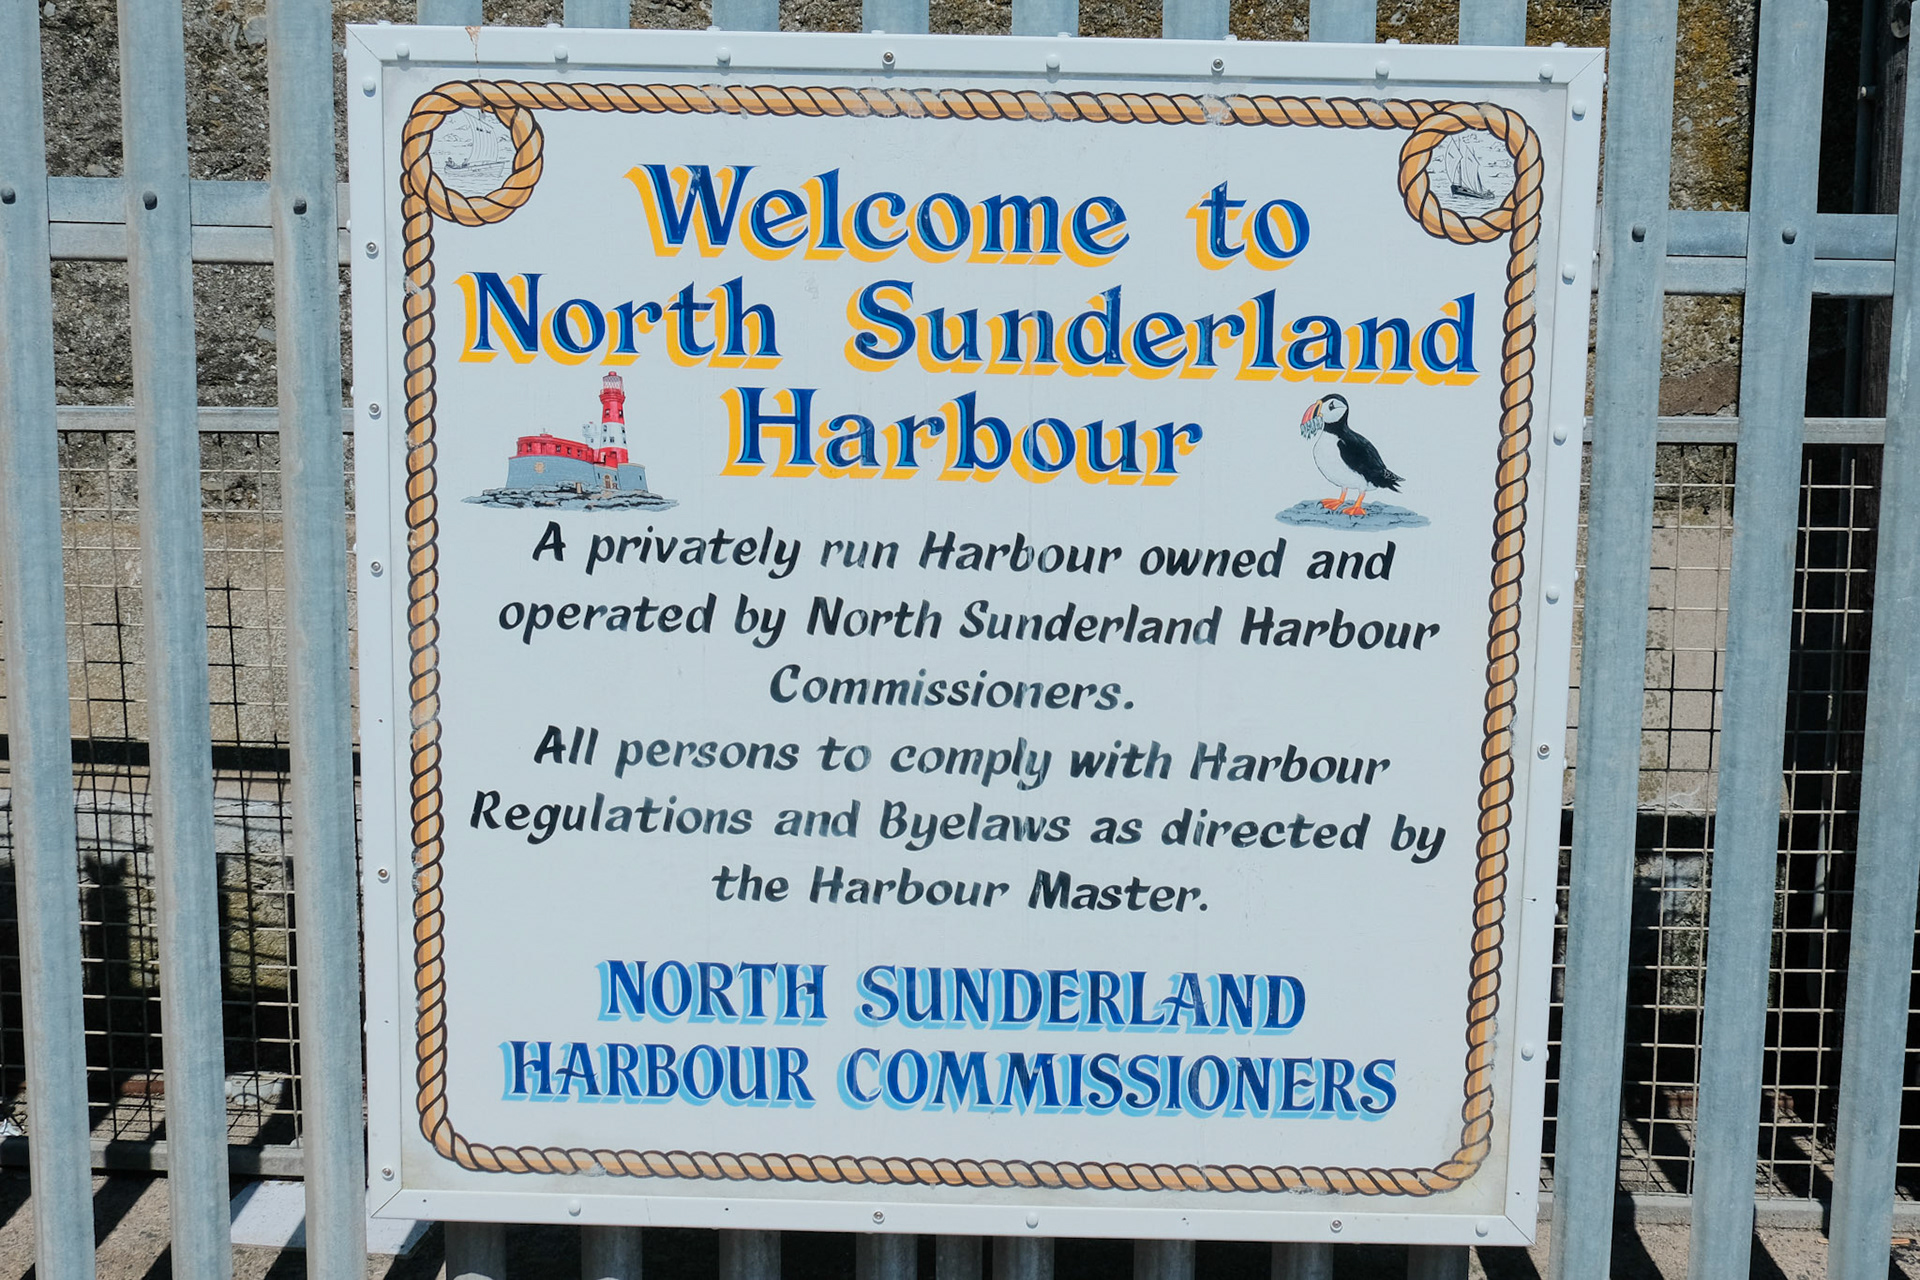 Welcome to
North Sunderland
Harbour
A privately run Harbour owned and
operated by North Sunderland Harbour
Commissioners.
All persons to comply with Harbour
Regulations and Byelaws as directed by
the Harbour Master.
NORTH SUNDERLAND
HARBOUR COMMISSIONERS